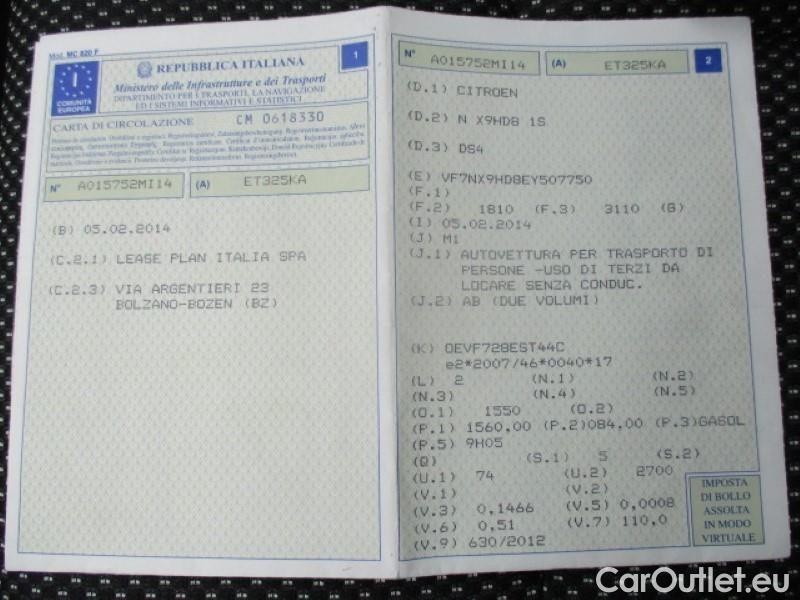 Mod. MC 820 F
I
COMUNITÀ
EUROPEA
REPUBBLICA ITALIANA
1
Ministero delle Infrastrutture e dei Trasporti
DIPARTIMENTO PER I TRASPORTI, LA NAVIGAZIONE
ED I SISTEMI INFORMATIVI E STATISTICI
CARTA DI CIRCOLAZIONE CM 0618330
N° A015752MI14 (A) ET325KA
(B) 05.02.2014
(C.2.1) LEASE PLAN ITALIA SPA
(C.2.3) VIA ARGENTIERI 23
BOLZANO-BOZEN (BZ)
N° A015752MI14 (A) ET325KA 2
(D.1) CITROEN
(D.2) N X9HD8 1S
(D.3) DS4
(E) VF7NX9HD8EY507750
(F.1)
(F.2) 1810 (F.3) 3110 (G)
(I) 05.02.2014
(J) M1
(J.1) AUTOVETTURA PER TRASPORTO DI
PERSONE -USO DI TERZI DA
LOCARE SENZA CONDUC.
(J.2) AB (DUE VOLUMI)
(K) OEVF728EST44C
e2*2007/46*0040*17
(L) 2 (N.1) (N.2)
(N.3) (N.4) (N.5)
(O.1) 1550 (O.2)
(P.1) 1560,00 (P.2)084,00 (P.3)GASOL
(P.5) 9H05
(Q) (S.1) 5 (S.2)
(U.1) 74 (U.2) 2700
(V.1) (V.2)
(V.3) 0,1466 (V.5) 0,0008
(V.6) 0,51 (V.7) 110,0
(V.9) 630/2012
IMPOSTA
DI BOLLO
ASSOLTA
IN MODO
VIRTUALE
CarOutlet.eu